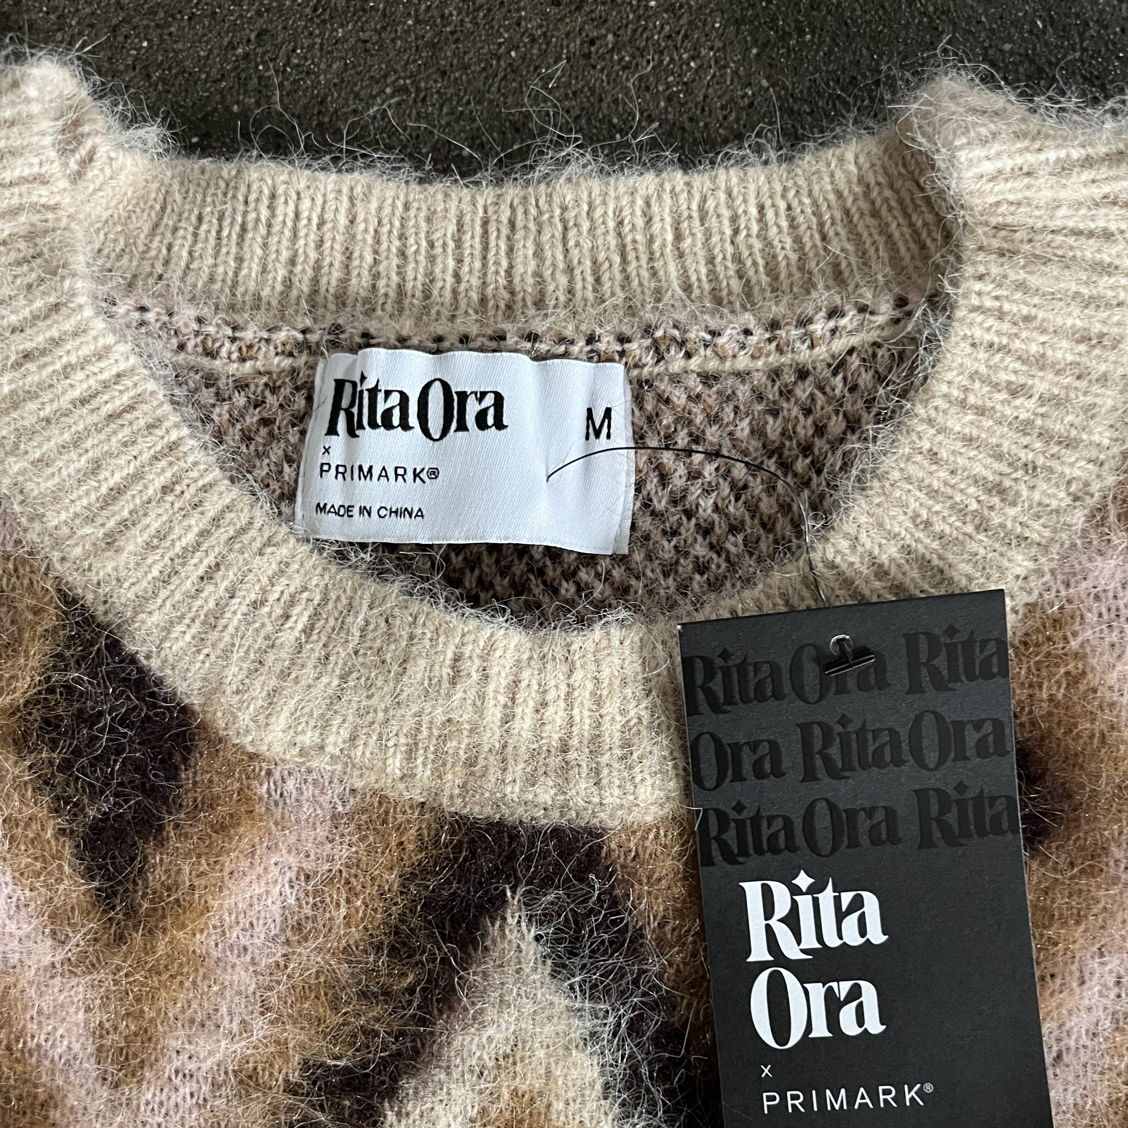 Rita Ora
M
x
PRIMARK®
MADE IN CHINA
Rita Ora Rita
Ora Rita Ora
Rita Ora Rita
Rita
Ora
x
PRIMARK®